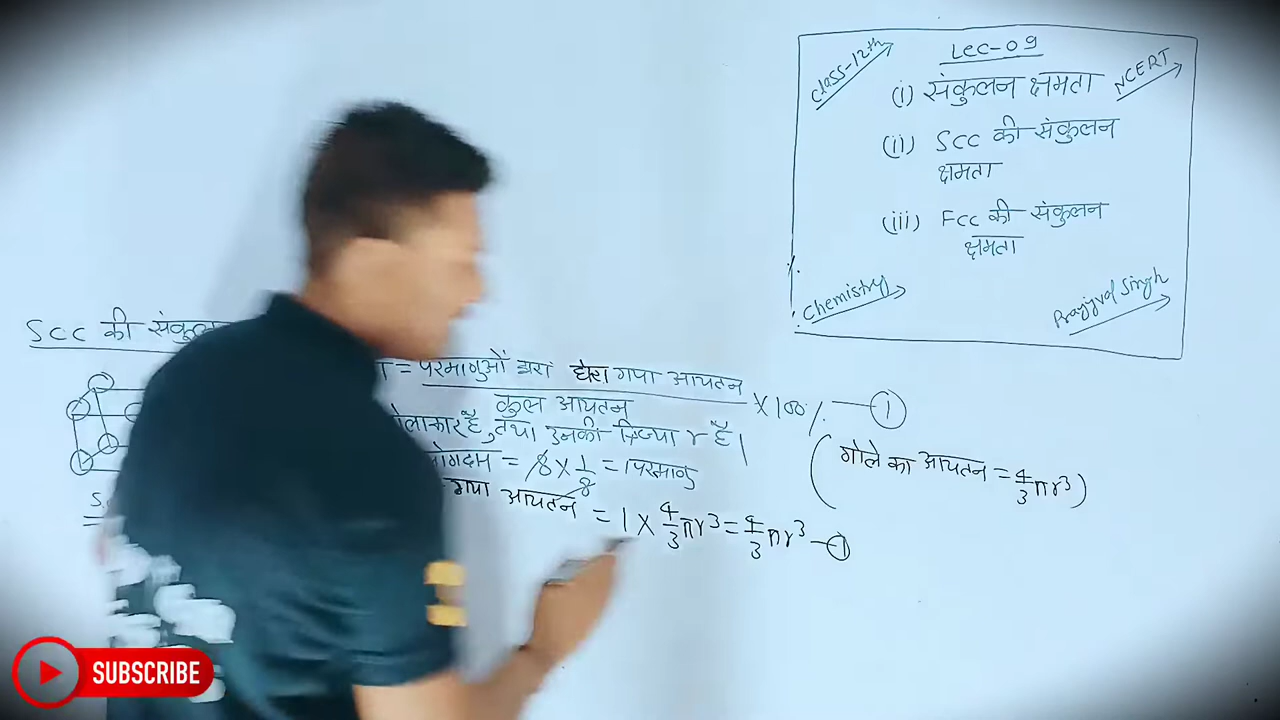 Lec-09
Class-12th
NCERT
(i) संकुलन क्षमता
(ii) Scc की संकुलन
क्षमता
(iii) Fcc की संकुलन
क्षमता
Chemistry
Prajjval Singh
Scc की संकुल
= परमाणुओं द्वारा घेरा गया आयतन
कुल आयतन
X 100 % — 1
गोलाकार है, तथा उनकी त्रिज्या r है।
योगदान = 8 X 1/8 = 1 परमाणु
(गोले का आयतन = 4/3 πr³)
गया आयतन = 1 X 4/3 πr³ = 4/3 πr³ — 1
SUBSCRIBE